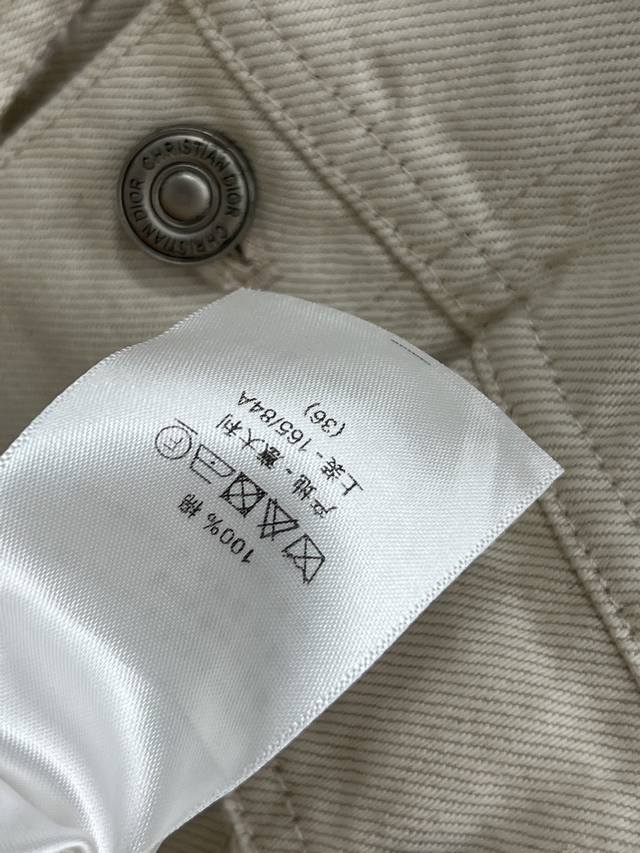 CHRISTIAN DIOR CHRISTIAN DIOR
100% 棉
产地 - 意大利
上装 - 165/84A
(36)